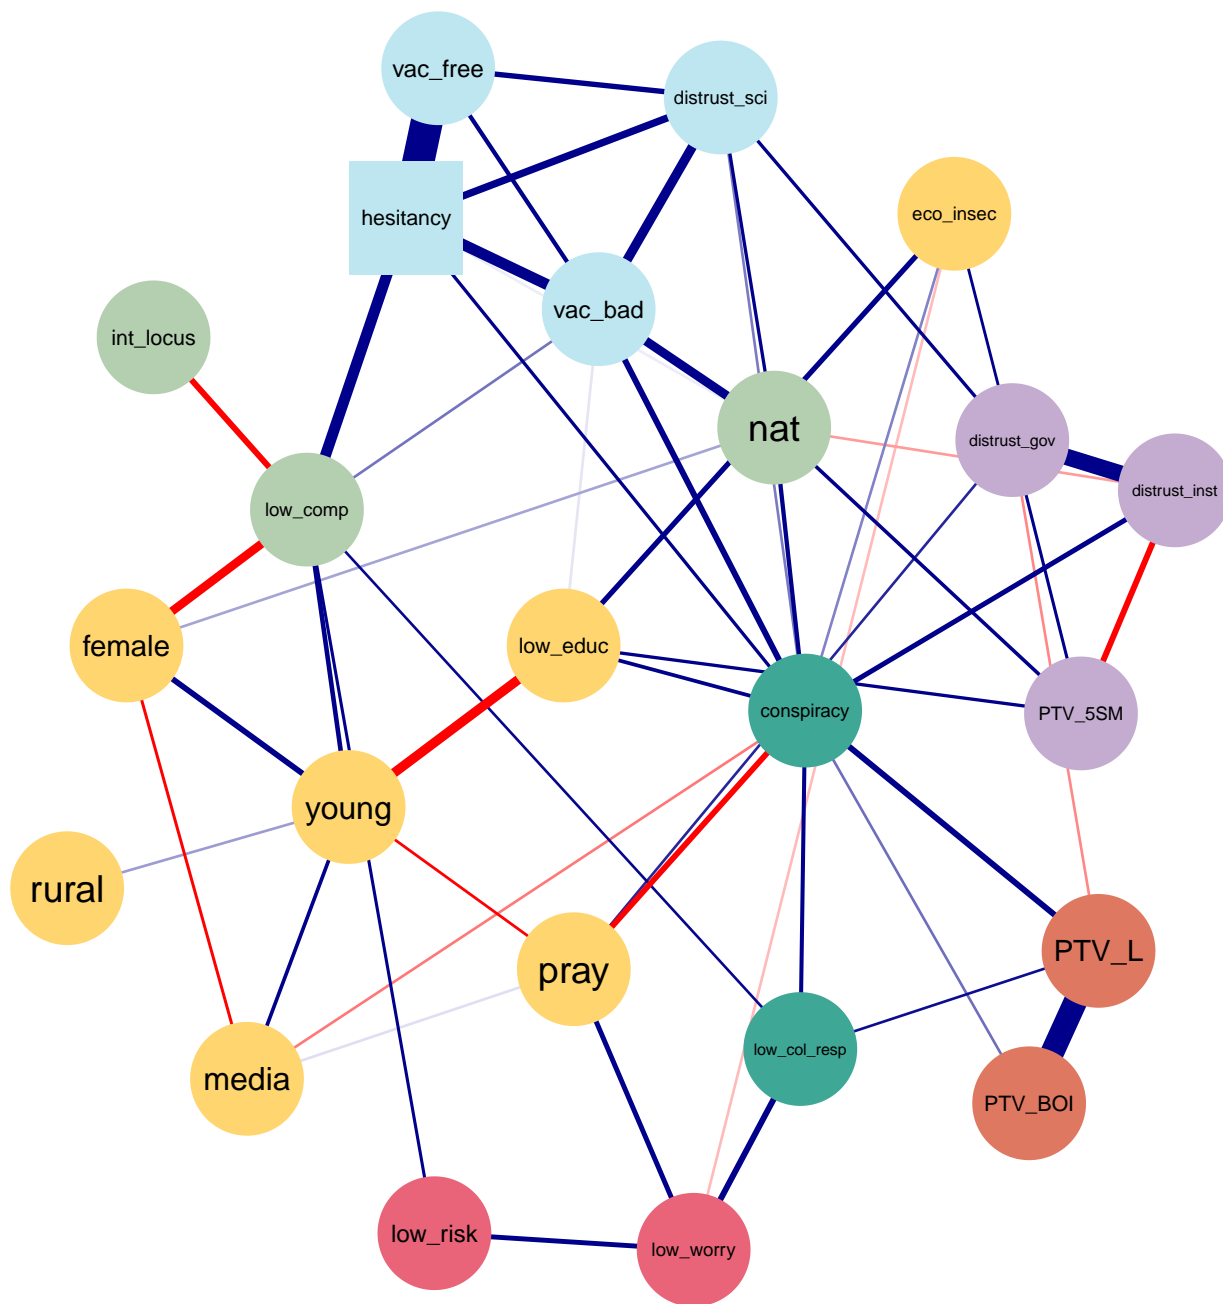 vac_free
distrust_sci
hesitancy
eco_insec
vac_bad
int_locus
nat
distrust_gov
distrust_inst
low_comp
female
low_educ
conspiracy
PTV_5SM
young
rural
pray
PTV_L
low_col_resp
media
PTV_BOI
low_risk
low_worry